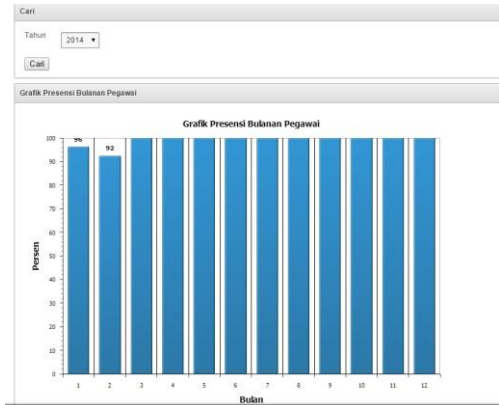 Cari
Tahun 2014
Cari
Grafik Presensi Bulanan Pegawai
Grafik Presensi Bulanan Pegawai
100
96
92
90
80
70
60
50
40
30
20
10
0
Persen
1 2 3 4 5 6 7 8 9 10 11 12
Bulan